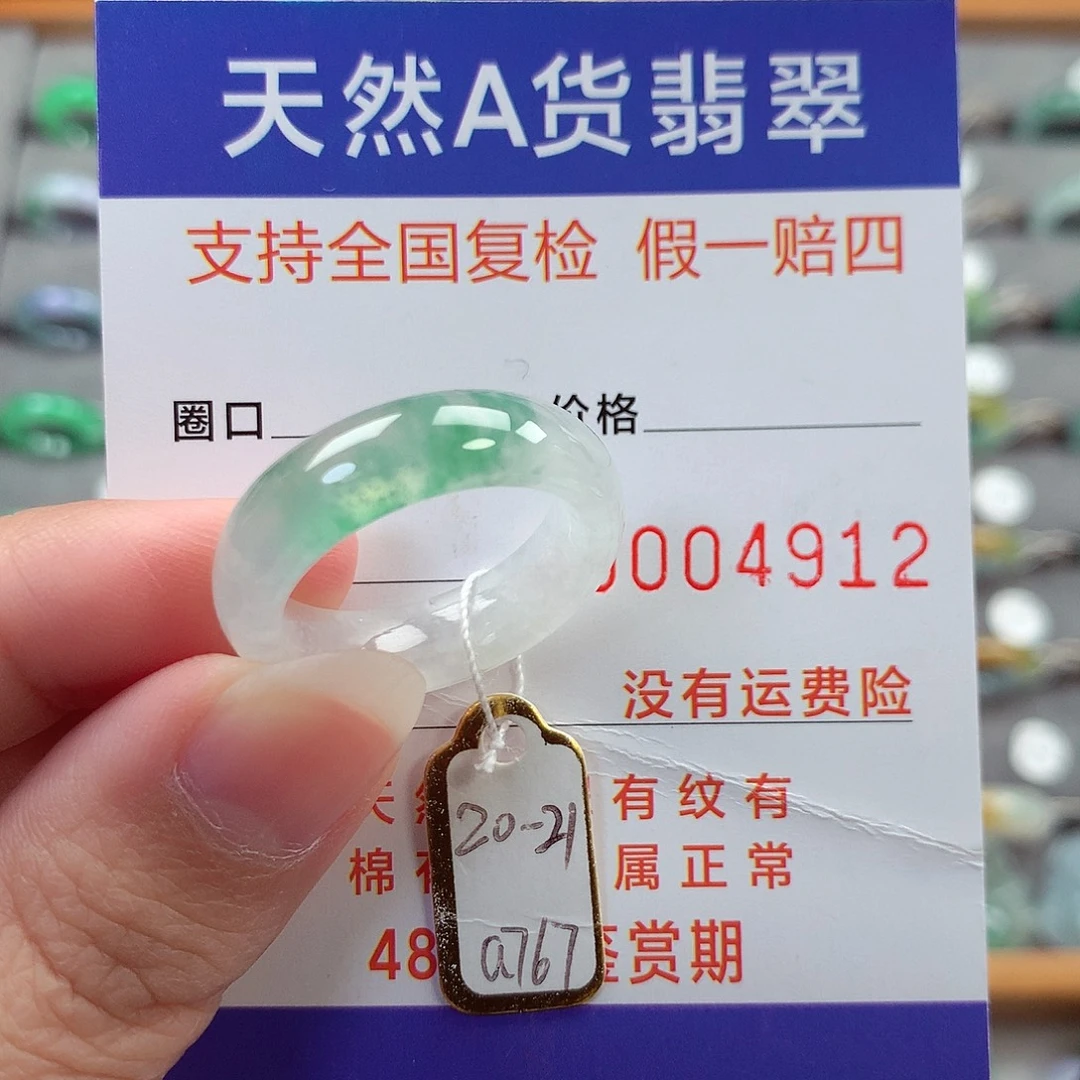 天然A货翡翠
支持全国复检 假一赔四
圈口 价格
004912
没有运费险
天 有纹有
棉 属正常
48 鉴赏期
20-21
a767